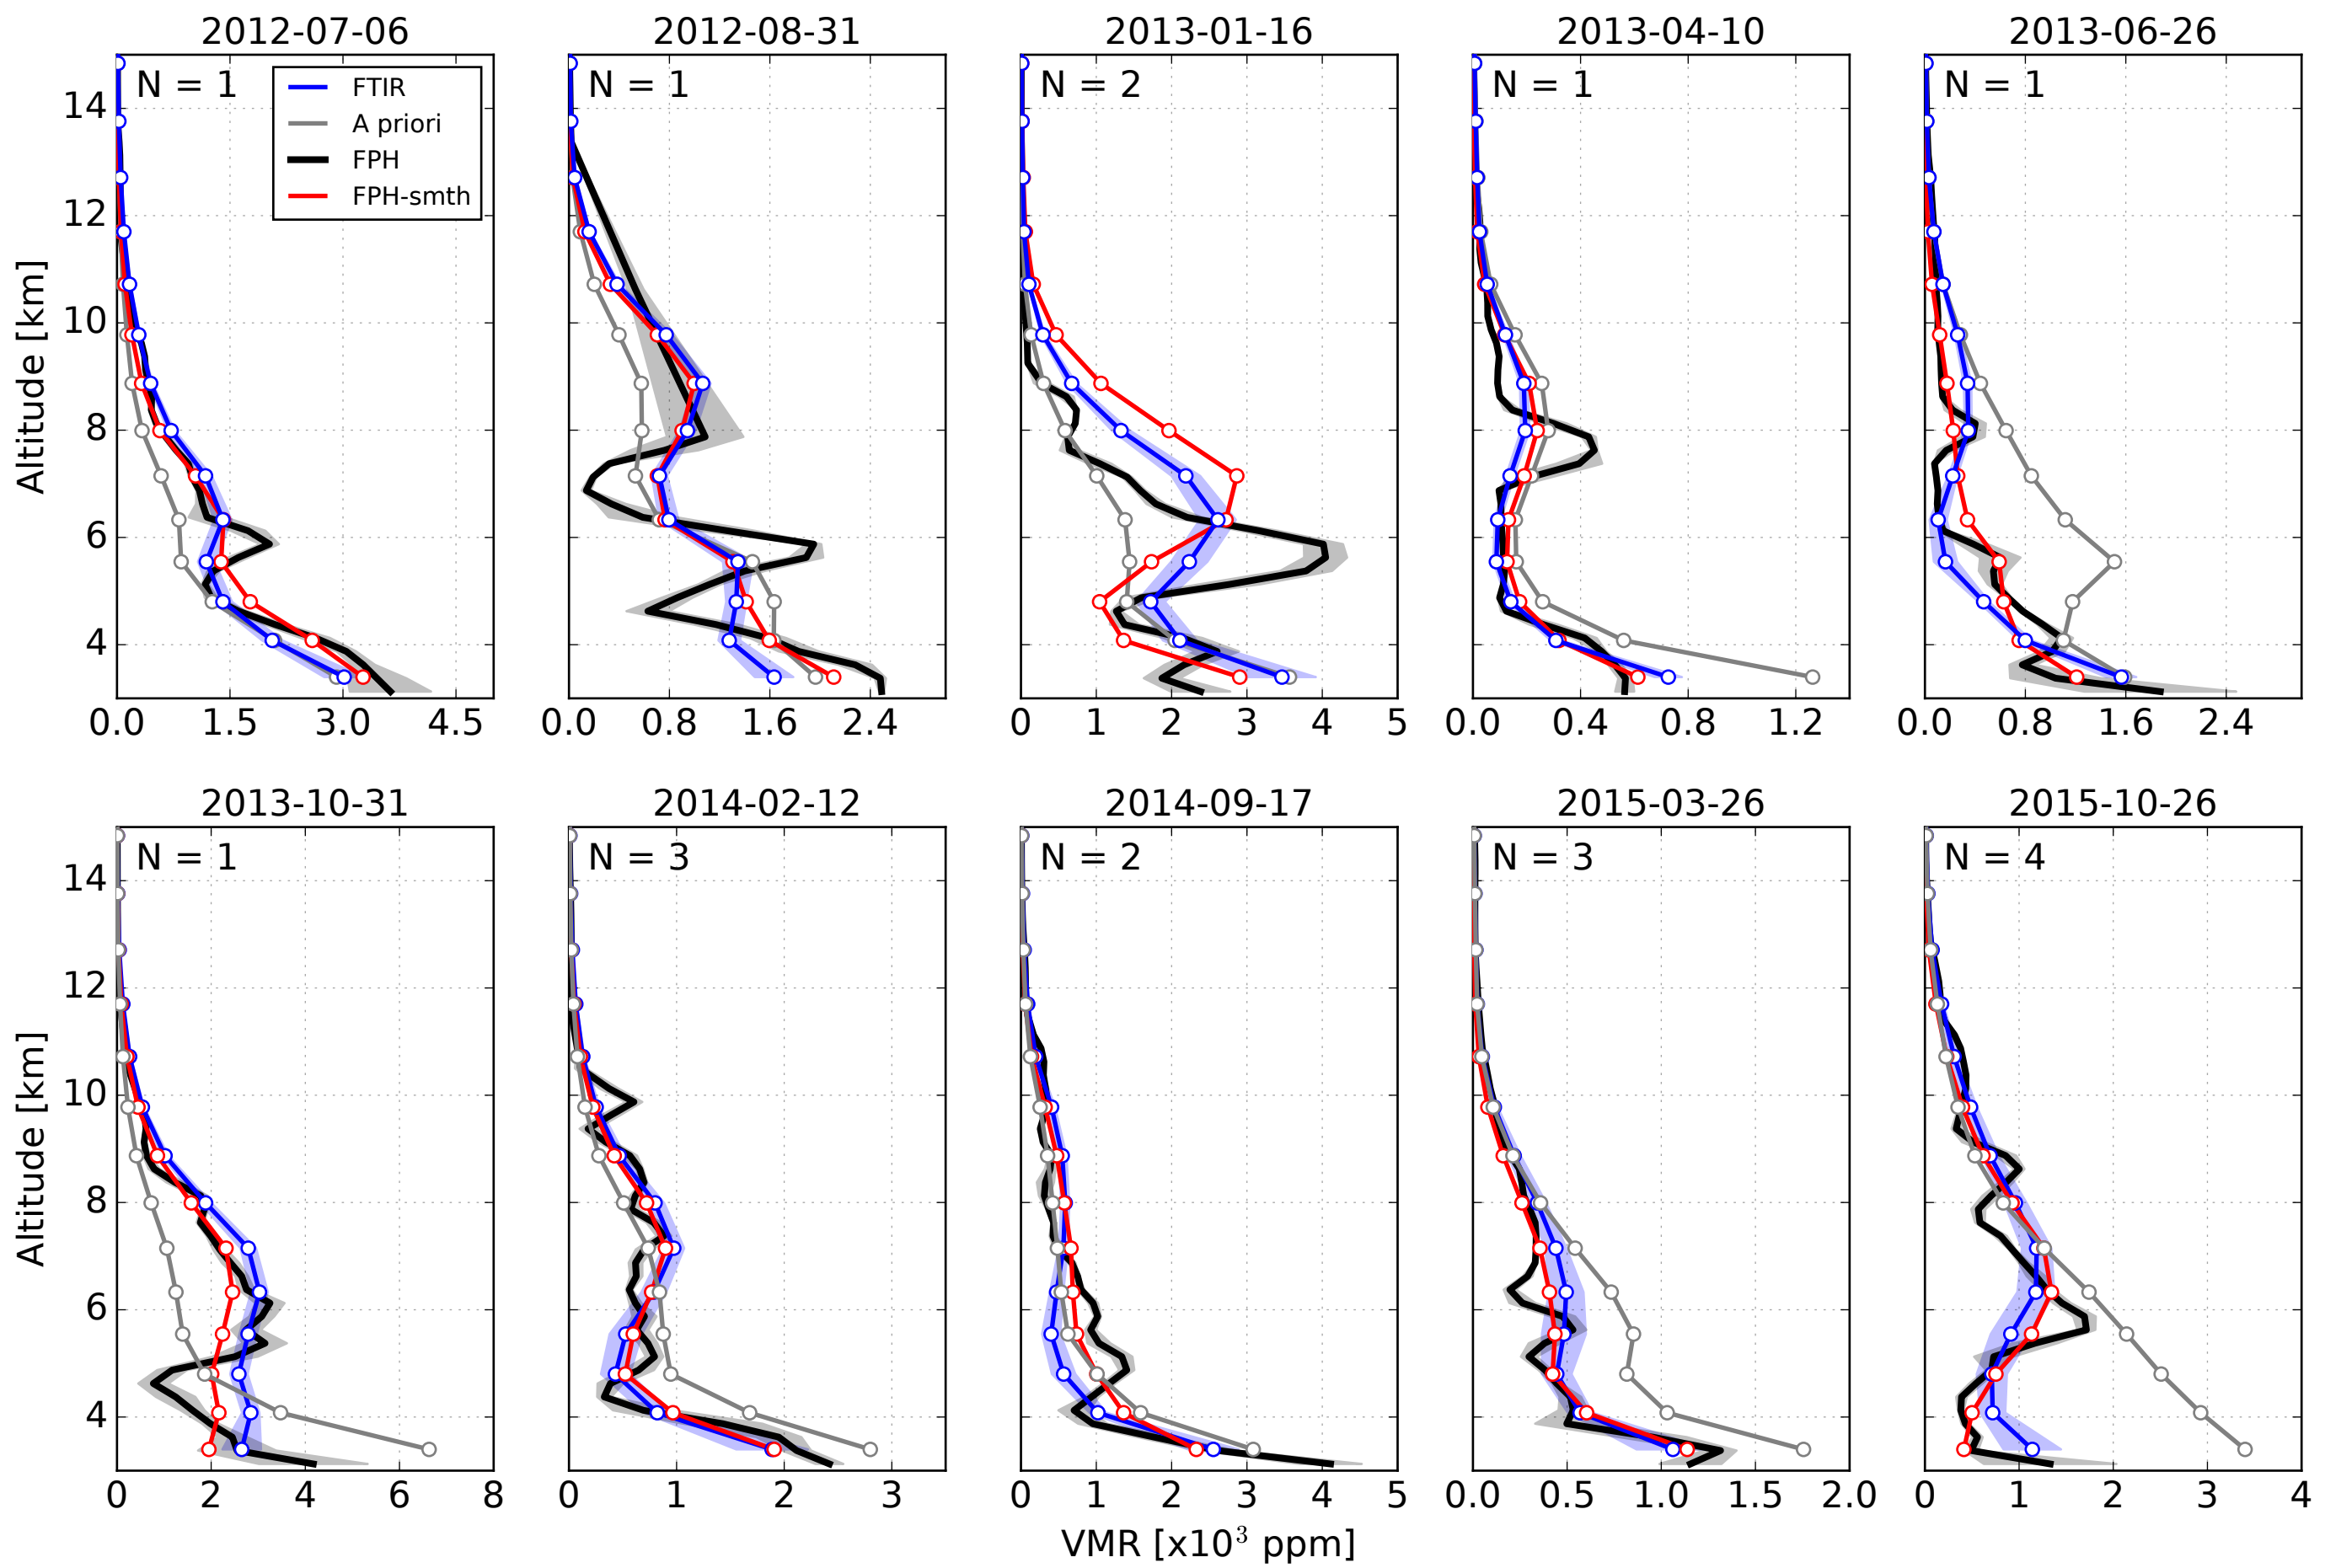 2012-07-06 2012-08-31 2013-01-16 2013-04-10 2013-06-26
N = 1 N = 1 N = 2 N = 1 N = 1
FTIR
A priori
FPH
FPH-smth
Altitude [km]
14
12
10
8
6
4
0.0 1.5 3.0 4.5 0.0 0.8 1.6 2.4 0 1 2 3 4 5 0.0 0.4 0.8 1.2 0.0 0.8 1.6 2.4
2013-10-31 2014-02-12 2014-09-17 2015-03-26 2015-10-26
N = 1 N = 3 N = 2 N = 3 N = 4
Altitude [km]
14
12
10
8
6
4
0 2 4 6 8 0 1 2 3 0 1 2 3 4 5 0.0 0.5 1.0 1.5 2.0 0 1 2 3 4
VMR [x10³ ppm]